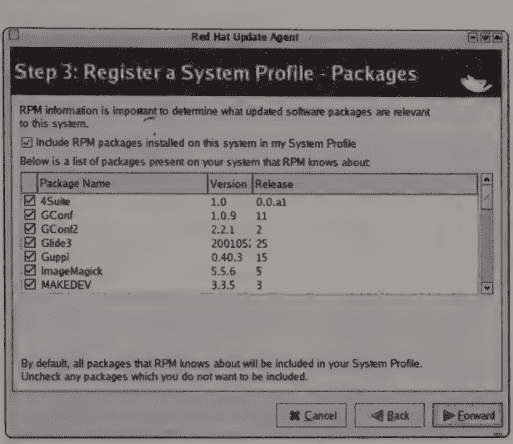 Red Hat Update Agent
Step 3: Register a System Profile - Packages
RPM information is important to determine what updated software packages are relevant
to this system.
Include RPM packages installed on this system in my System Profile
Below is a list of packages present on your system that RPM knows about:
Package Name Version Release
4Suite 1.0 0.0.a1
GConf 1.0.9 11
GConf2 2.2.1 2
Glide3 200105 25
Guppi 0.40.3 15
ImageMagick 5.5.6 5
MAKEDEV 3.3.5 3
By default, all packages that RPM knows about will be included in your System Profile.
Uncheck any packages which you do not want to be included.
Cancel Back Forward